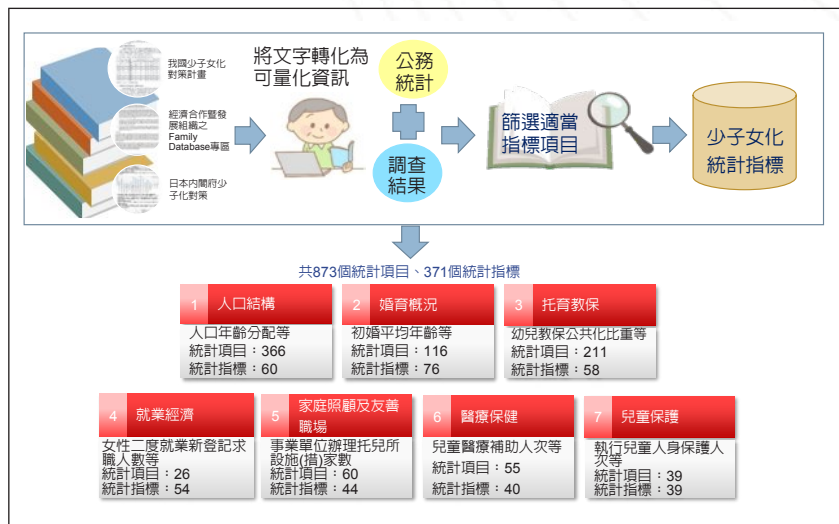 我國少子女化
對策計畫
經濟合作暨發
展組織之
Family
Database專區
日本內閣府少
子化對策
將文字轉化為
可量化資訊
公務
統計
調查
結果
篩選適當
指標項目
少子女化
統計指標
共873個統計項目、371個統計指標
1 人口結構
人口年齡分配等
統計項目：366
統計指標：60
2 婚育概況
初婚平均年齡等
統計項目：116
統計指標：76
3 托育教保
幼兒教保公共化比重等
統計項目：211
統計指標：58
4 就業經濟
女性二度就業新登記求
職人數等
統計項目：26
統計指標：54
5 家庭照顧及友善
職場
事業單位辦理托兒所
設施(措)家數
統計項目：60
統計指標：44
6 醫療保健
兒童醫療補助人次等
統計項目：55
統計指標：40
7 兒童保護
執行兒童人身保護人
次等
統計項目：39
統計指標：39